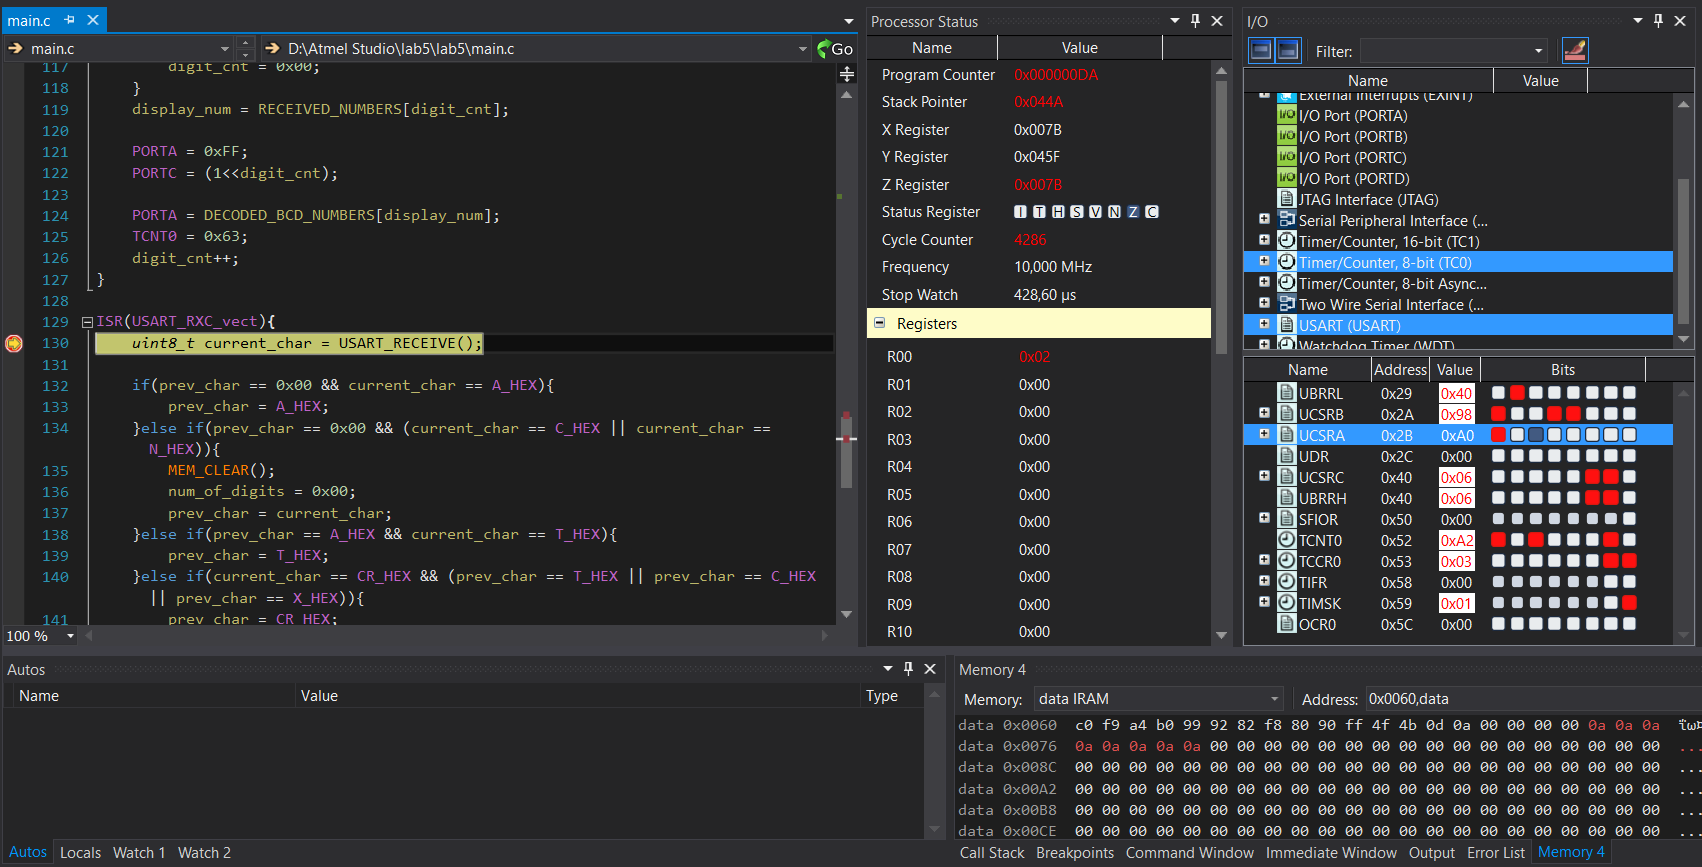 main.c
main.c
D:\Atmel Studio\lab5\lab5\main.c
Go
117 digit_cnt = 0x00;
118 }
119 display_num = RECEIVED_NUMBERS[digit_cnt];
120
121 PORTA = 0xFF;
122 PORTC = (1<<digit_cnt);
123
124 PORTA = DECODED_BCD_NUMBERS[display_num];
125 TCNT0 = 0x63;
126 digit_cnt++;
127 }
128
129 ISR(USART_RXC_vect){
130 uint8_t current_char = USART_RECEIVE();
131
132 if(prev_char == 0x00 && current_char == A_HEX){
133 prev_char = A_HEX;
134 }else if(prev_char == 0x00 && (current_char == C_HEX || current_char ==
N_HEX)){
135 MEM_CLEAR();
136 num_of_digits = 0x00;
137 prev_char = current_char;
138 }else if(prev_char == A_HEX && current_char == T_HEX){
139 prev_char = T_HEX;
140 }else if(current_char == CR_HEX && (prev_char == T_HEX || prev_char == C_HEX
|| prev_char == X_HEX)){
141 prev_char = CR_HEX;
100 %
Processor Status
Name Value
Program Counter 0x000000DA
Stack Pointer 0x044A
X Register 0x007B
Y Register 0x045F
Z Register 0x007B
Status Register I T H S V N Z C
Cycle Counter 4286
Frequency 10,000 MHz
Stop Watch 428,60 µs
Registers
R00 0x02
R01 0x00
R02 0x00
R03 0x00
R04 0x00
R05 0x00
R06 0x00
R07 0x00
R08 0x00
R09 0x00
R10 0x00
I/O
Filter:
Name Value
External Interrupts (EXINT)
I/O Port (PORTA)
I/O Port (PORTB)
I/O Port (PORTC)
I/O Port (PORTD)
JTAG Interface (JTAG)
Serial Peripheral Interface (...
Timer/Counter, 16-bit (TC1)
Timer/Counter, 8-bit (TC0)
Timer/Counter, 8-bit Async...
Two Wire Serial Interface (...
USART (USART)
Watchdog Timer (WDT)
Name Address Value Bits
UBRRL 0x29 0x40
UCSRB 0x2A 0x98
UCSRA 0x2B 0xA0
UDR 0x2C 0x00
UCSRC 0x40 0x06
UBRRH 0x40 0x06
SFIOR 0x50 0x00
TCNT0 0x52 0xA2
TCCR0 0x53 0x03
TIFR 0x58 0x00
TIMSK 0x59 0x01
OCR0 0x5C 0x00
Autos
Name Value Type
Autos Locals Watch 1 Watch 2
Memory 4
Memory: data IRAM Address: 0x0060,data
data 0x0060 c0 f9 a4 b0 99 92 82 f8 80 90 ff 4f 4b 0d 0a 00 00 00 00 0a 0a 0a
data 0x0076 0a 0a 0a 0a 0a 00 00 00 00 00 00 00 00 00 00 00 00 00 00 00 00 00 ...
data 0x008C 00 00 00 00 00 00 00 00 00 00 00 00 00 00 00 00 00 00 00 00 00 00 ...
data 0x00A2 00 00 00 00 00 00 00 00 00 00 00 00 00 00 00 00 00 00 00 00 00 00 ...
data 0x00B8 00 00 00 00 00 00 00 00 00 00 00 00 00 00 00 00 00 00 00 00 00 00 ...
data 0x00CE 00 00 00 00 00 00 00 00 00 00 00 00 00 00 00 00 00 00 00 00 00 00 ...
Call Stack Breakpoints Command Window Immediate Window Output Error List Memory 4